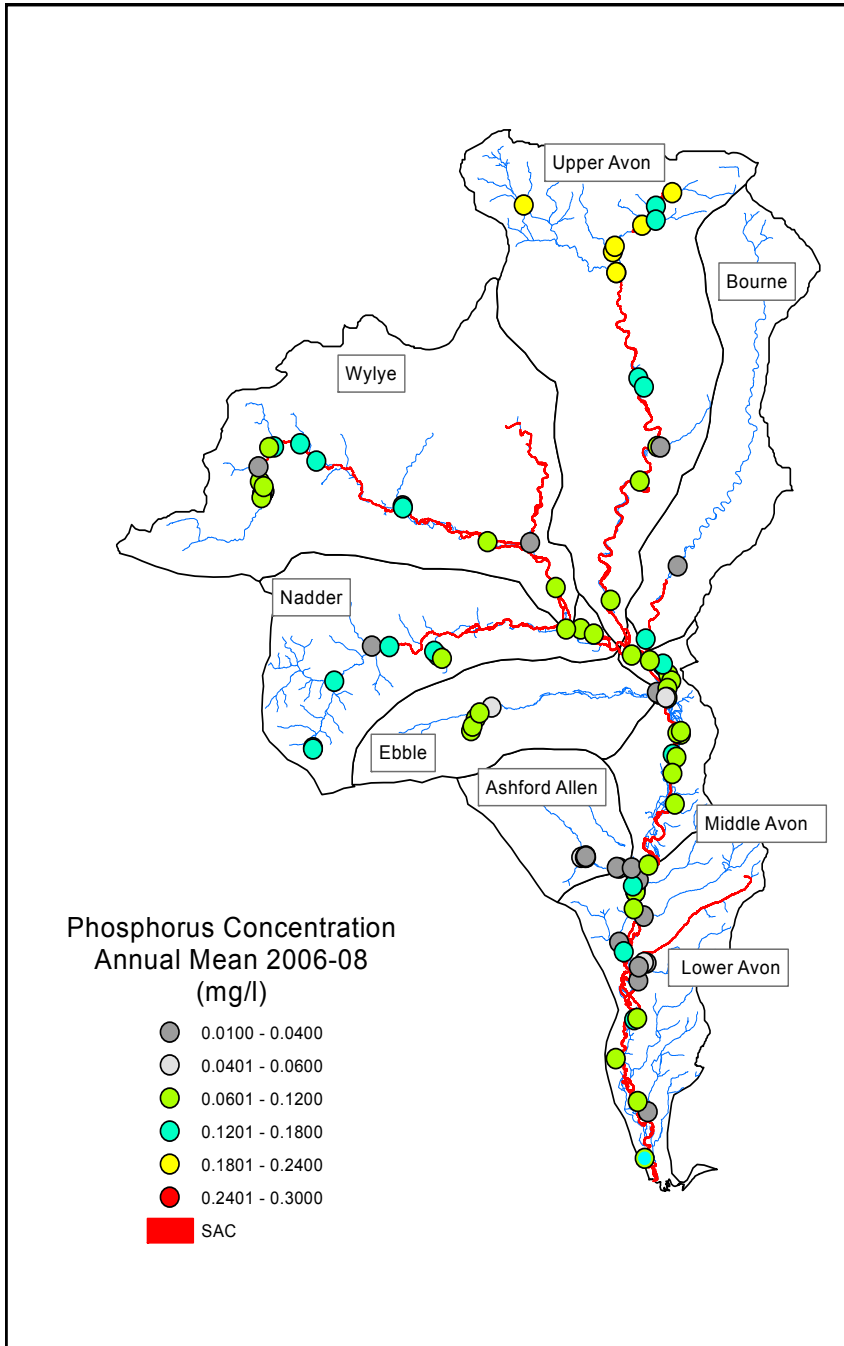 Upper Avon
Bourne
Wylye
Nadder
Ebble
Ashford Allen
Middle Avon
Lower Avon
Phosphorus Concentration
Annual Mean 2006-08
(mg/l)
0.0100 - 0.0400
0.0401 - 0.0600
0.0601 - 0.1200
0.1201 - 0.1800
0.1801 - 0.2400
0.2401 - 0.3000
SAC